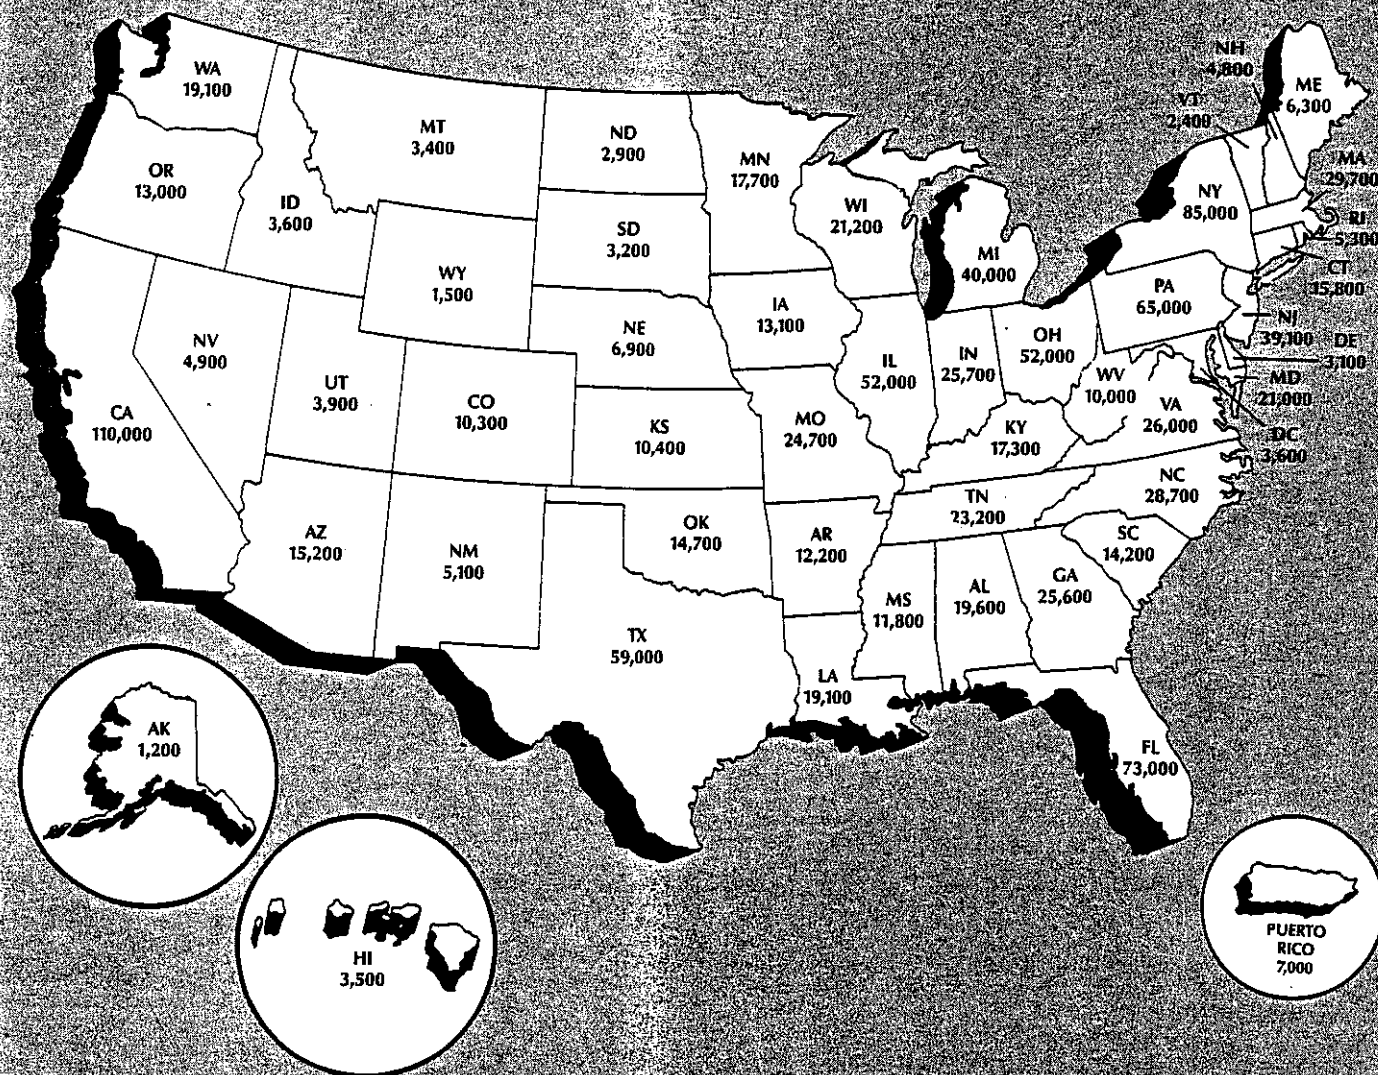 WA
19,100
MT
3,400
ND
2,900
MN
17,700
NH
4,800
VT
2,400
ME
6,300
MA
29,700
OR
13,000
ID
3,600
SD
3,200
WI
21,200
MI
40,000
NY
85,000
RI
5,300
CT
15,800
WY
1,500
IA
13,100
PA
65,000
NJ
39,100
DE
3,100
MD
21,000
DC
3,600
NV
4,900
UT
3,900
CO
10,300
NE
6,900
KS
10,400
MO
24,700
IL
52,000
IN
25,700
OH
52,000
WV
10,000
VA
26,000
KY
17,300
CA
110,000
AZ
15,200
NM
5,100
OK
14,700
AR
12,200
TN
23,200
NC
28,700
SC
14,200
MS
11,800
AL
19,600
GA
25,600
TX
59,000
LA
19,100
FL
73,000
AK
1,200
HI
3,500
PUERTO
RICO
7,000